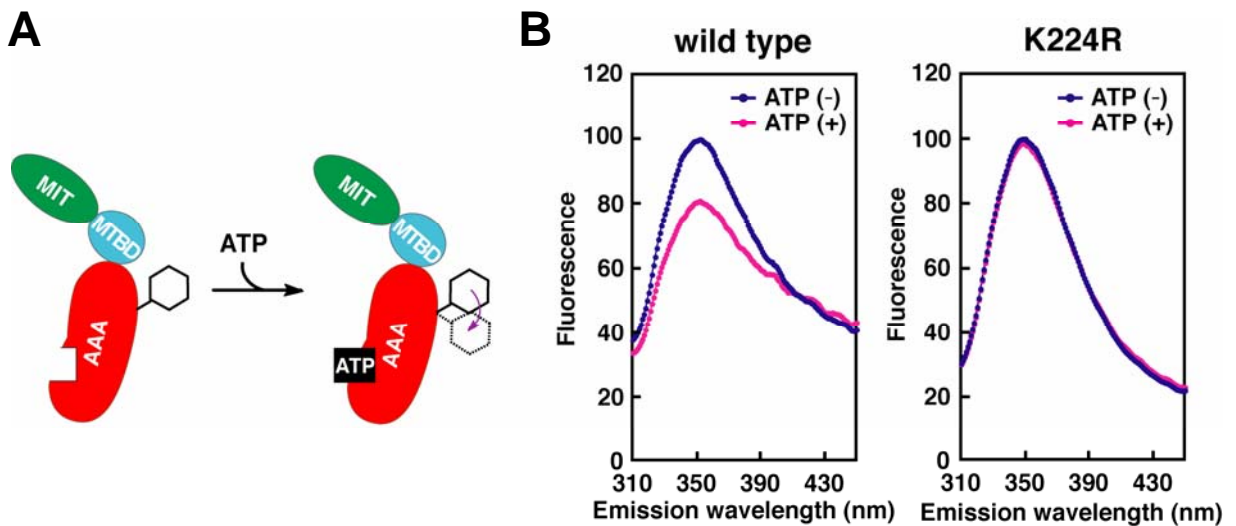 A
MIT
MTBD
AAA
ATP
MIT
MTBD
AAA
ATP
B
wild type
ATP (-)
ATP (+)
Fluorescence
120
100
80
60
40
20
0
310 350 390 430
Emission wavelength (nm)
K224R
ATP (-)
ATP (+)
Fluorescence
120
100
80
60
40
20
0
310 350 390 430
Emission wavelength (nm)